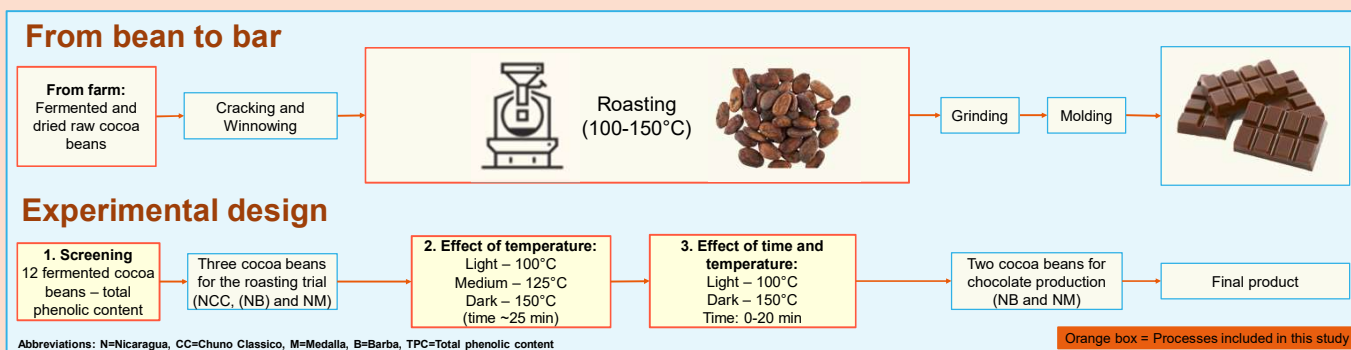 From bean to bar
From farm:
Fermented and
dried raw cocoa
beans
Cracking and
Winnowing
Roasting
(100-150°C)
Grinding
Molding
Experimental design
1. Screening
12 fermented cocoa
beans – total
phenolic content
Three cocoa beans
for the roasting trial
(NCC, (NB) and NM)
2. Effect of temperature:
Light – 100°C
Medium – 125°C
Dark – 150°C
(time ~25 min)
3. Effect of time and
temperature:
Light – 100°C
Dark – 150°C
Time: 0-20 min
Two cocoa beans for
chocolate production
(NB and NM)
Final product
Abbreviations: N=Nicaragua, CC=Chuno Classico, M=Medalla, B=Barba, TPC=Total phenolic content
Orange box = Processes included in this study